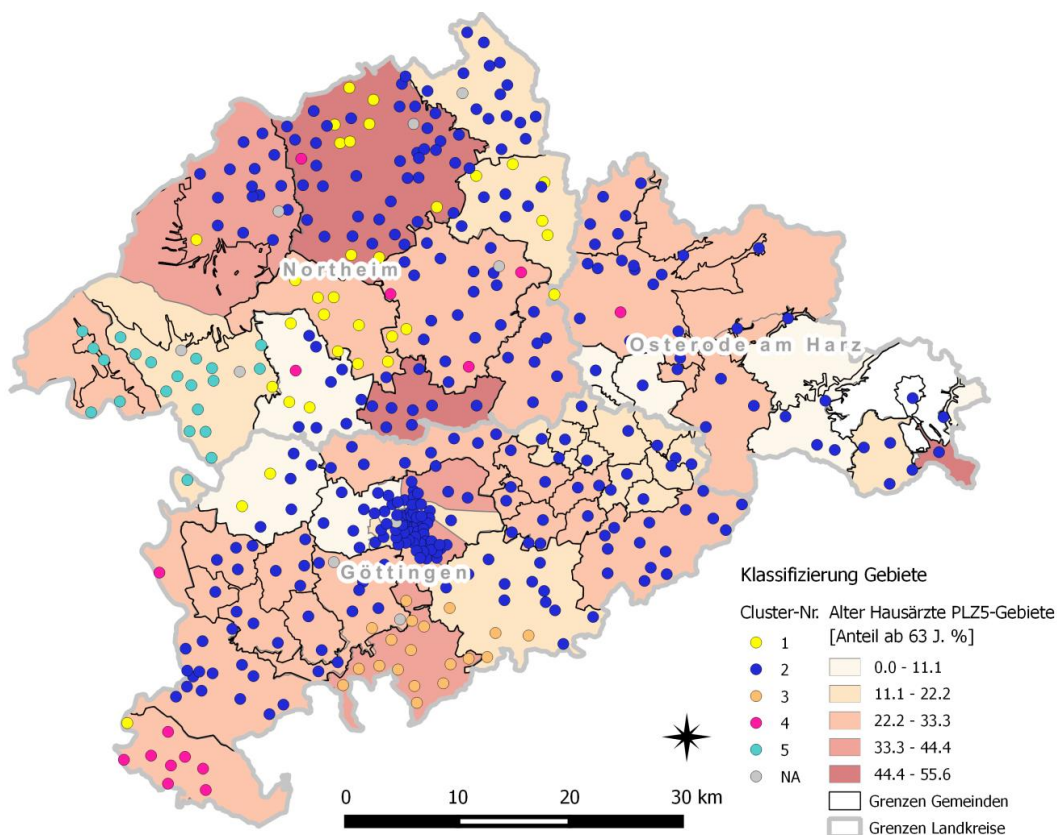 Northeim
Osterode am Harz
Göttingen
Klassifizierung Gebiete
Cluster-Nr. Alter Hausärzte PLZ5-Gebiete
[Anteil ab 63 J. %]
1 0.0 - 11.1
2 11.1 - 22.2
3 22.2 - 33.3
4 33.3 - 44.4
5 44.4 - 55.6
NA Grenzen Gemeinden
Grenzen Landkreise
0 10 20 30 km